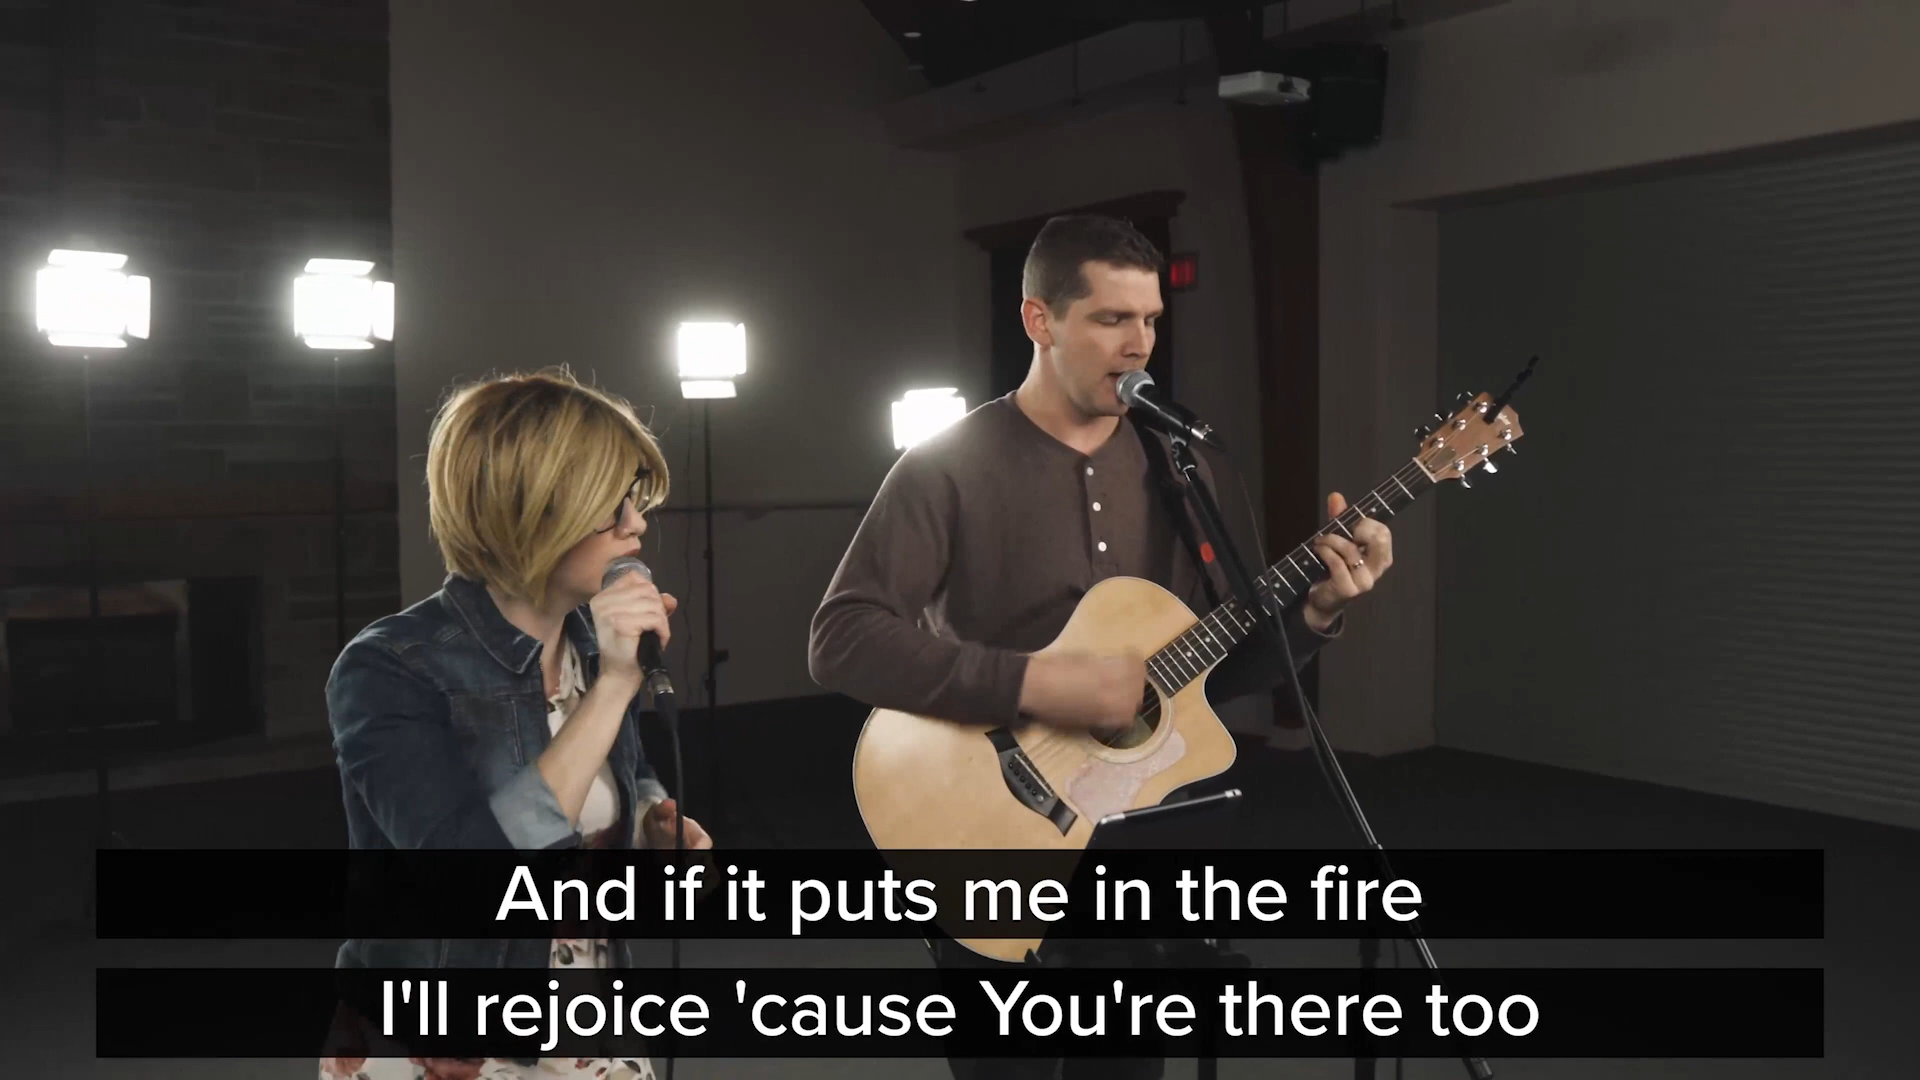 And if it puts me in the fire
I'll rejoice 'cause You're there too